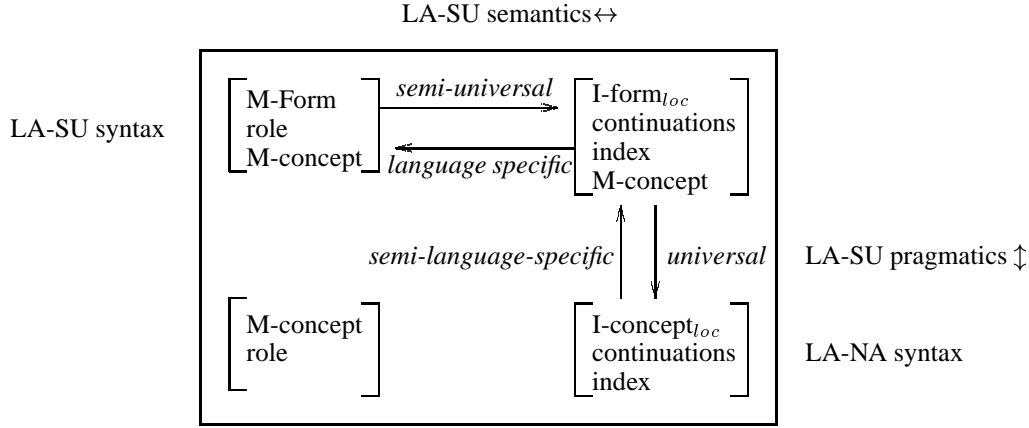 LA-SU semantics↔
M-Form
role
M-concept
semi-universal
language specific
I-form_loc
continuations
index
M-concept
LA-SU syntax
semi-language-specific
universal
LA-SU pragmatics ↕
M-concept
role
I-concept_loc
continuations
index
LA-NA syntax